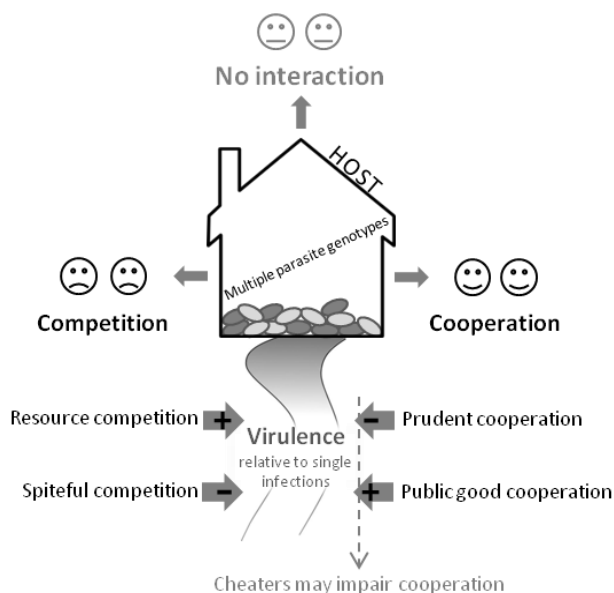 No interaction
HOST
Multiple parasite genotypes
Competition
Cooperation
Resource competition
+
Virulence
relative to single
infections
-
Prudent cooperation
Spiteful competition
-
+
Public good cooperation
Cheaters may impair cooperation